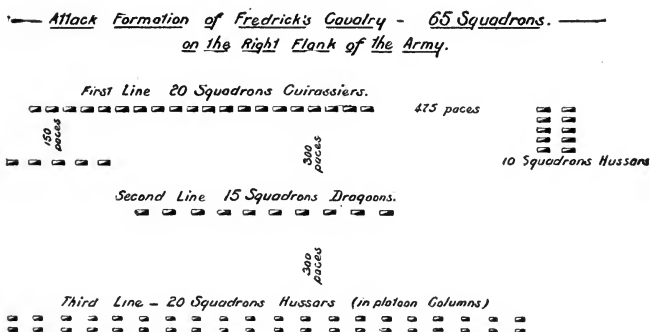 Attack Formation of Fredrick's Cavalry - 65 Squadrons.
on the Right Flank of the Army.
First Line 20 Squadrons Cuirassiers.
475 paces
150 paces
300 paces
10 Squadrons Hussars
Second Line 15 Squadrons Dragoons.
300 paces
Third Line - 20 Squadrons Hussars (in platoon Columns)